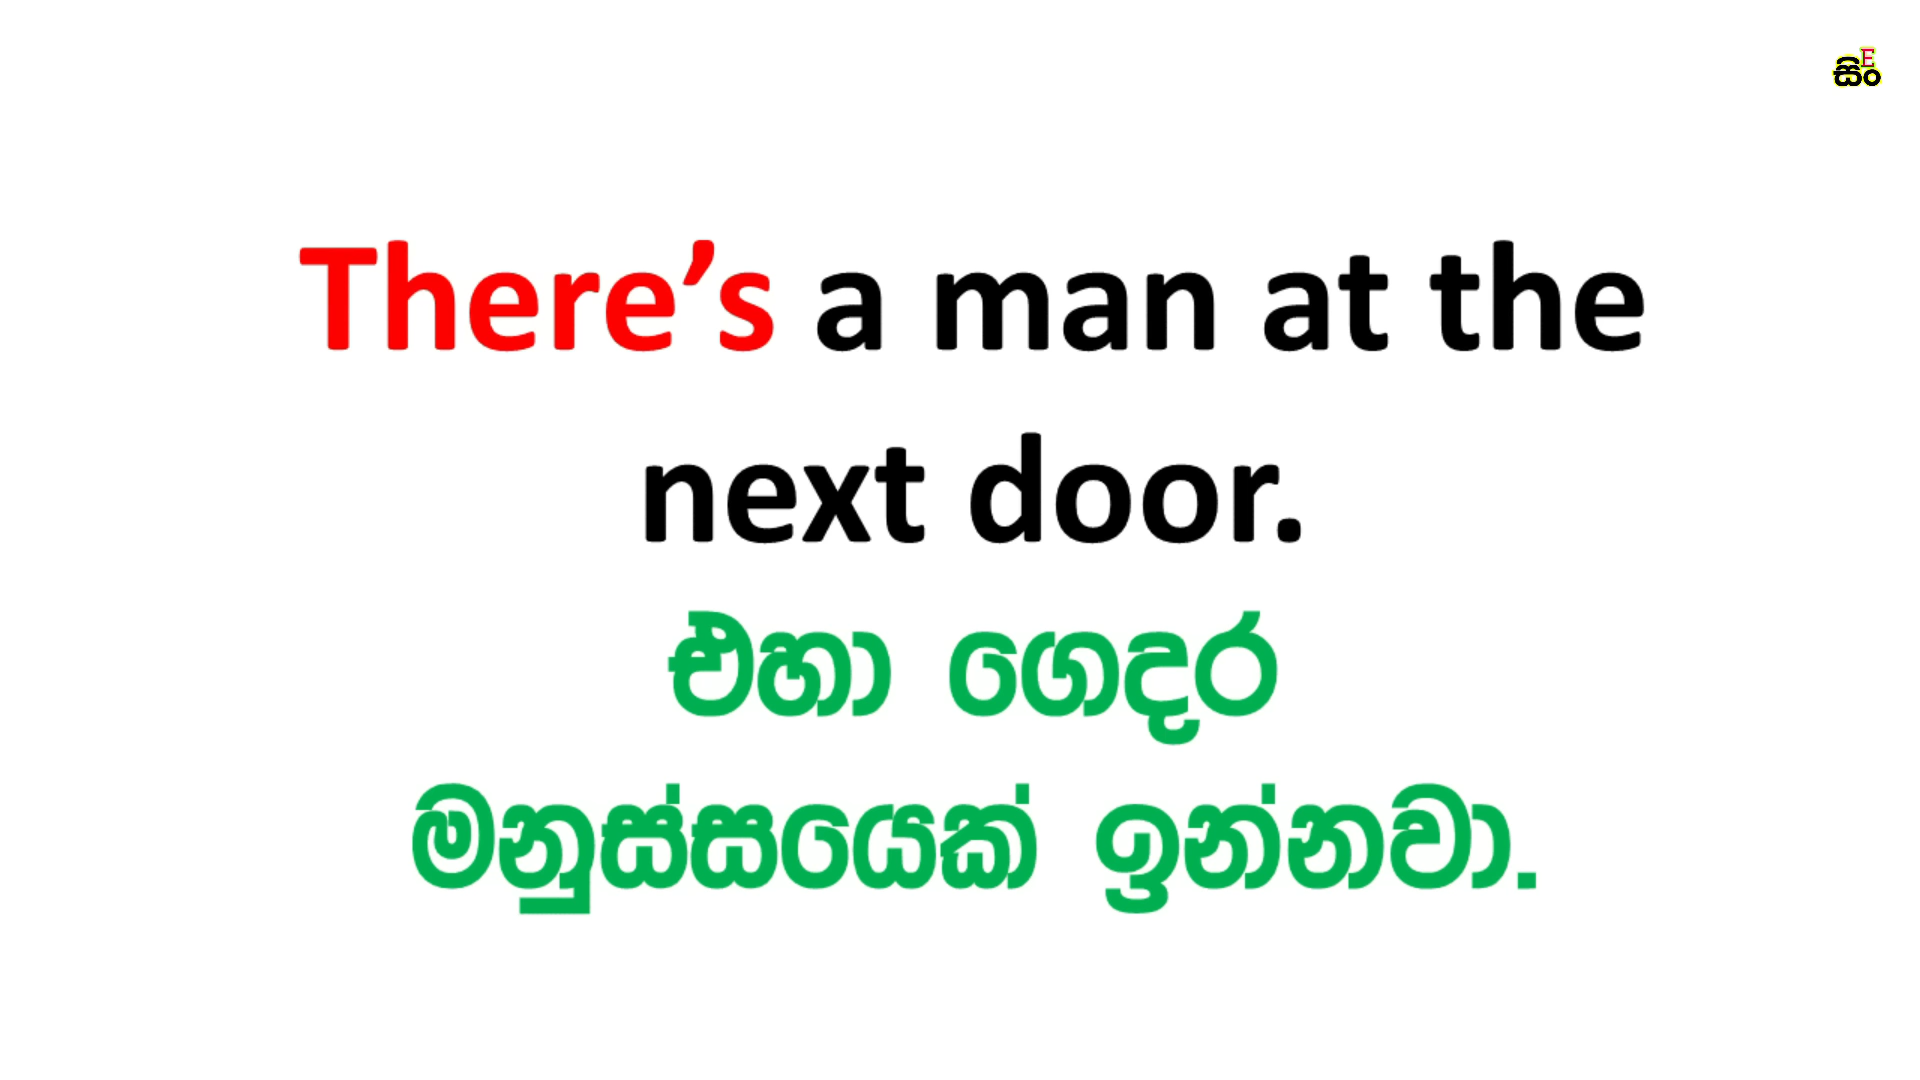 සිං E
There’s a man at the
next door.
එහා ගෙදර
මනුස්සයෙක් ඉන්නවා.